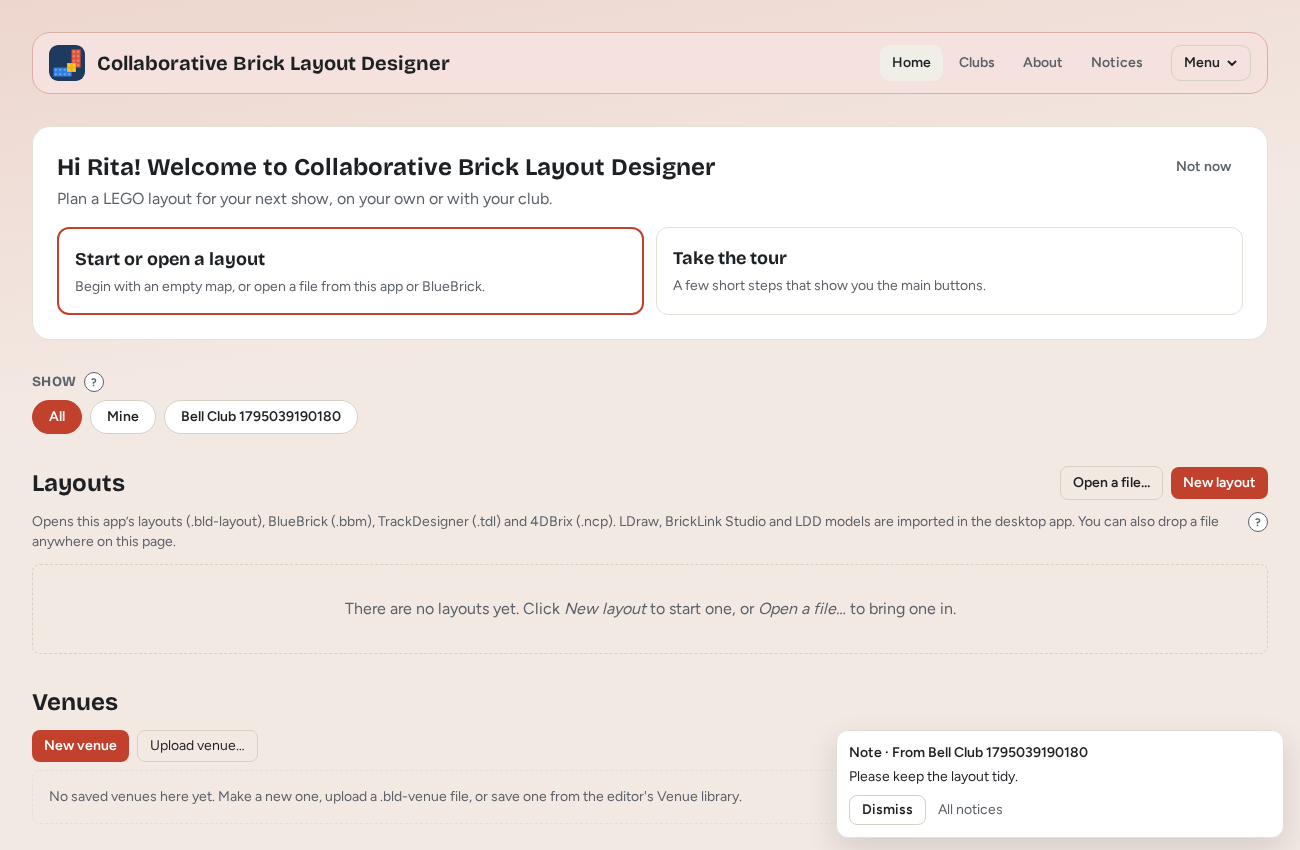 Collaborative Brick Layout Designer
Home
Clubs
About
Notices
Menu
Hi Rita! Welcome to Collaborative Brick Layout Designer
Not now
Plan a LEGO layout for your next show, on your own or with your club.
Start or open a layout
Begin with an empty map, or open a file from this app or BlueBrick.
Take the tour
A few short steps that show you the main buttons.
SHOW ?
All
Mine
Bell Club 1795039190180
Layouts
Open a file...
New layout
Opens this app's layouts (.bld-layout), BlueBrick (.bbm), TrackDesigner (.tdl) and 4DBrix (.ncp). LDraw, BrickLink Studio and LDD models are imported in the desktop app. You can also drop a file
anywhere on this page.
?
There are no layouts yet. Click New layout to start one, or Open a file... to bring one in.
Venues
New venue
Upload venue...
No saved venues here yet. Make a new one, upload a .bld-venue file, or save one from the editor's Venue library.
Note · From Bell Club 1795039190180
Please keep the layout tidy.
Dismiss
All notices